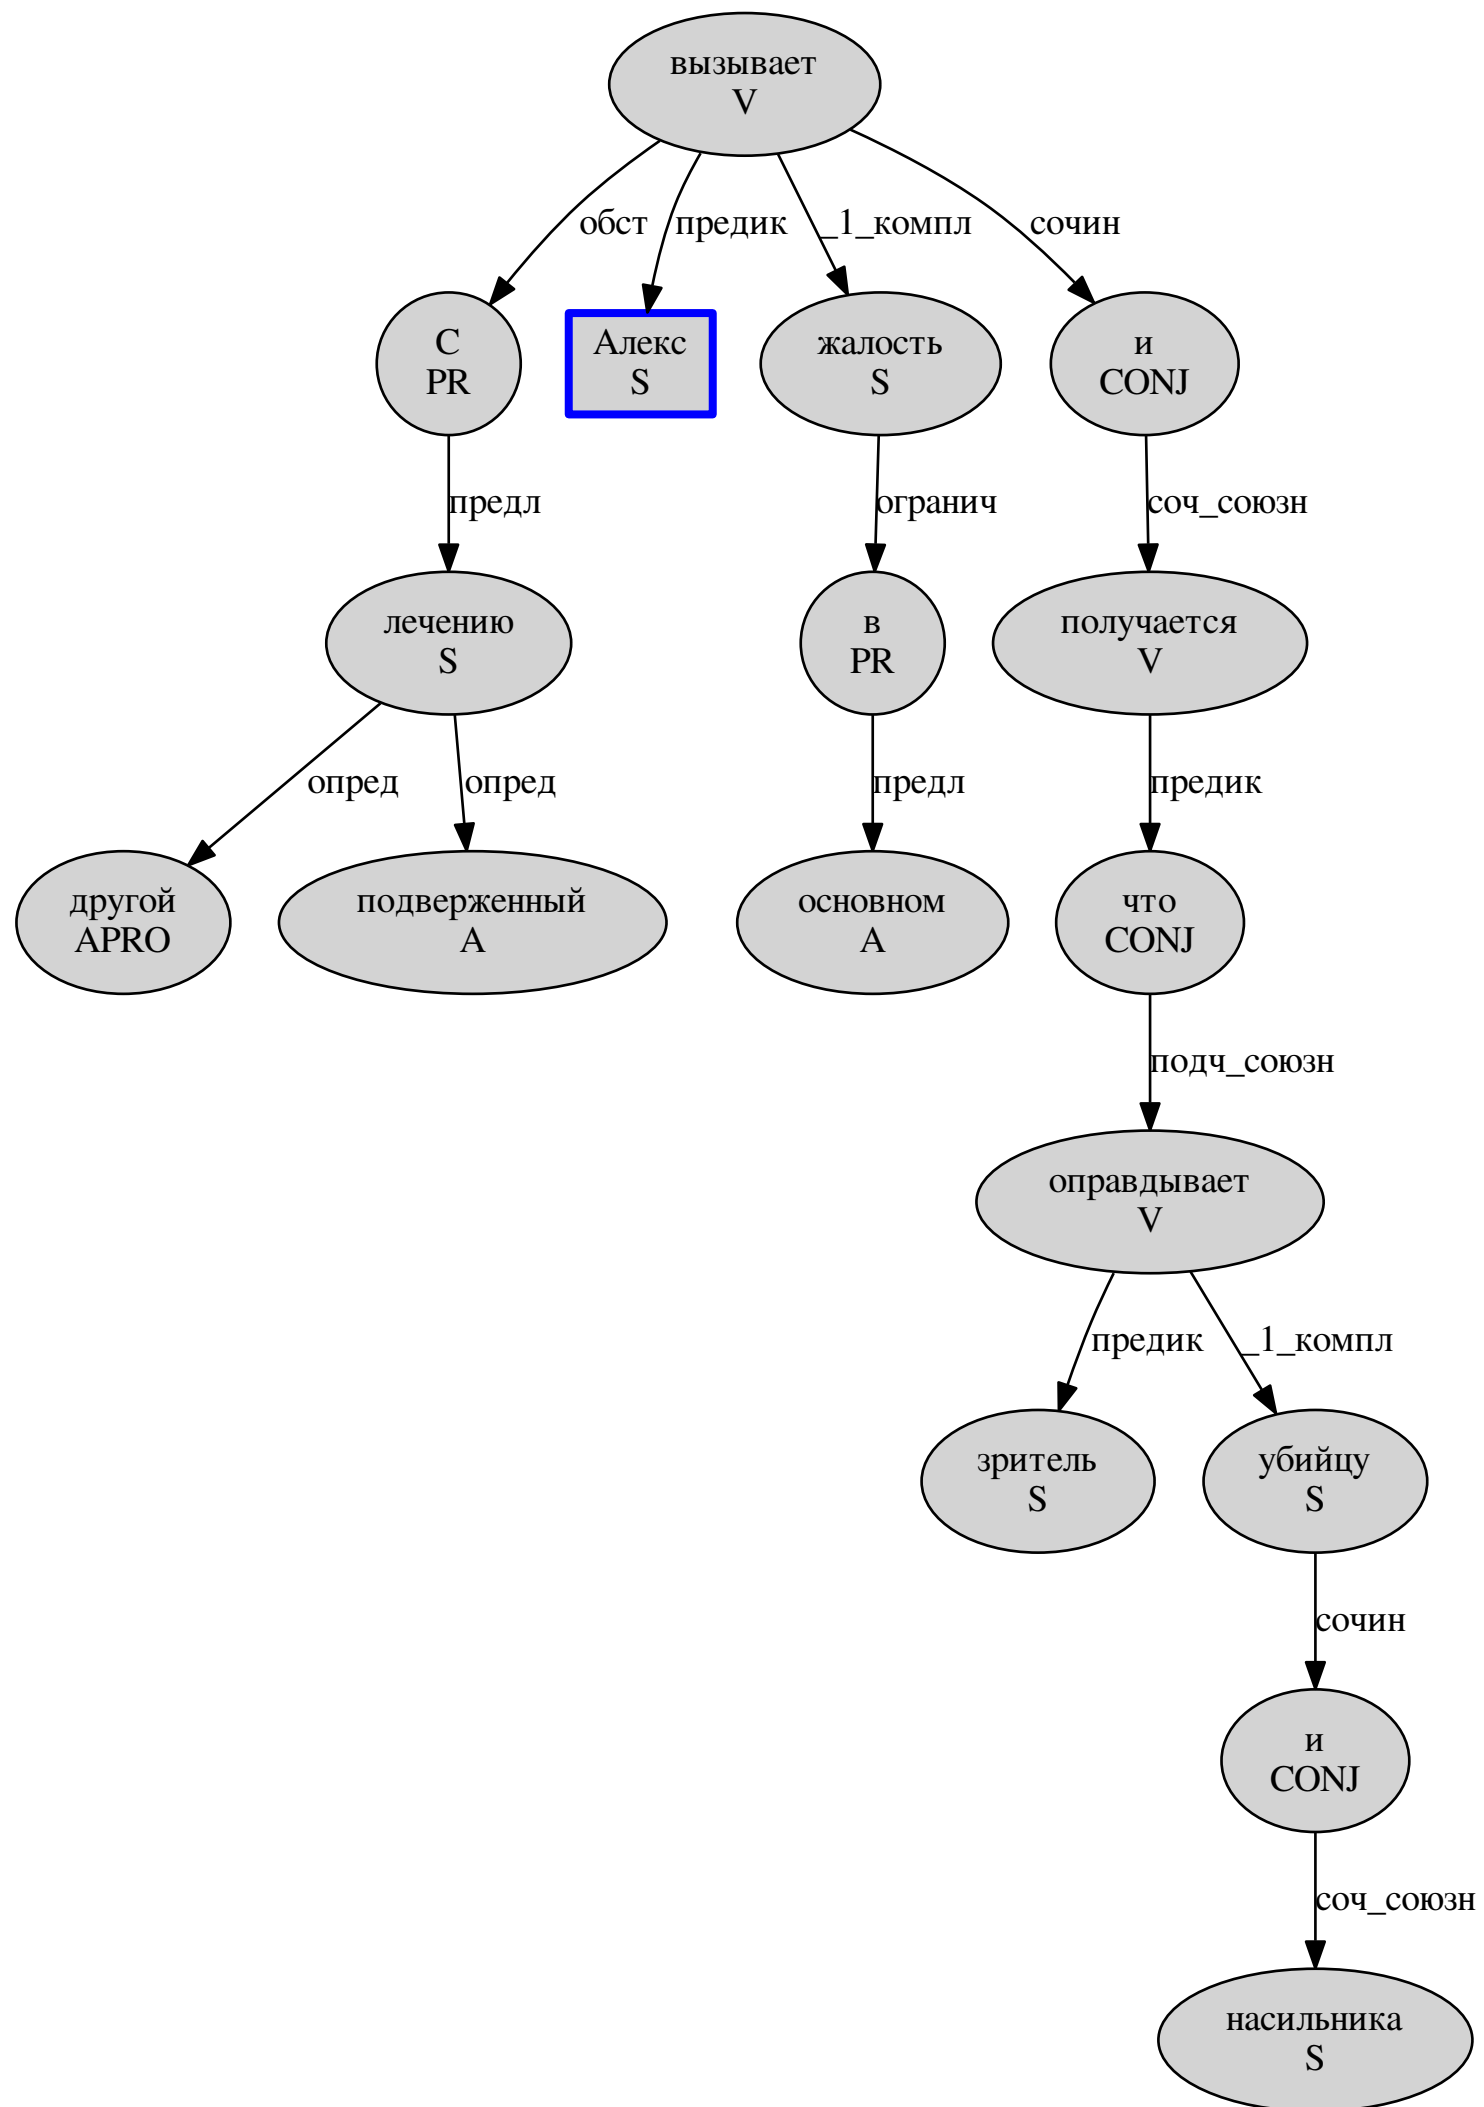 вызывает
V
обст
предик
_1_компл
сочин
С
PR
Алекс
S
жалость
S
и
CONJ
предл
огранич
соч_союзн
лечению
S
в
PR
получается
V
опред
опред
предл
предик
другой
APRO
подверженный
A
основном
A
что
CONJ
подч_союзн
оправдывает
V
предик
_1_компл
зритель
S
убийцу
S
сочин
и
CONJ
соч_союзн
насильника
S